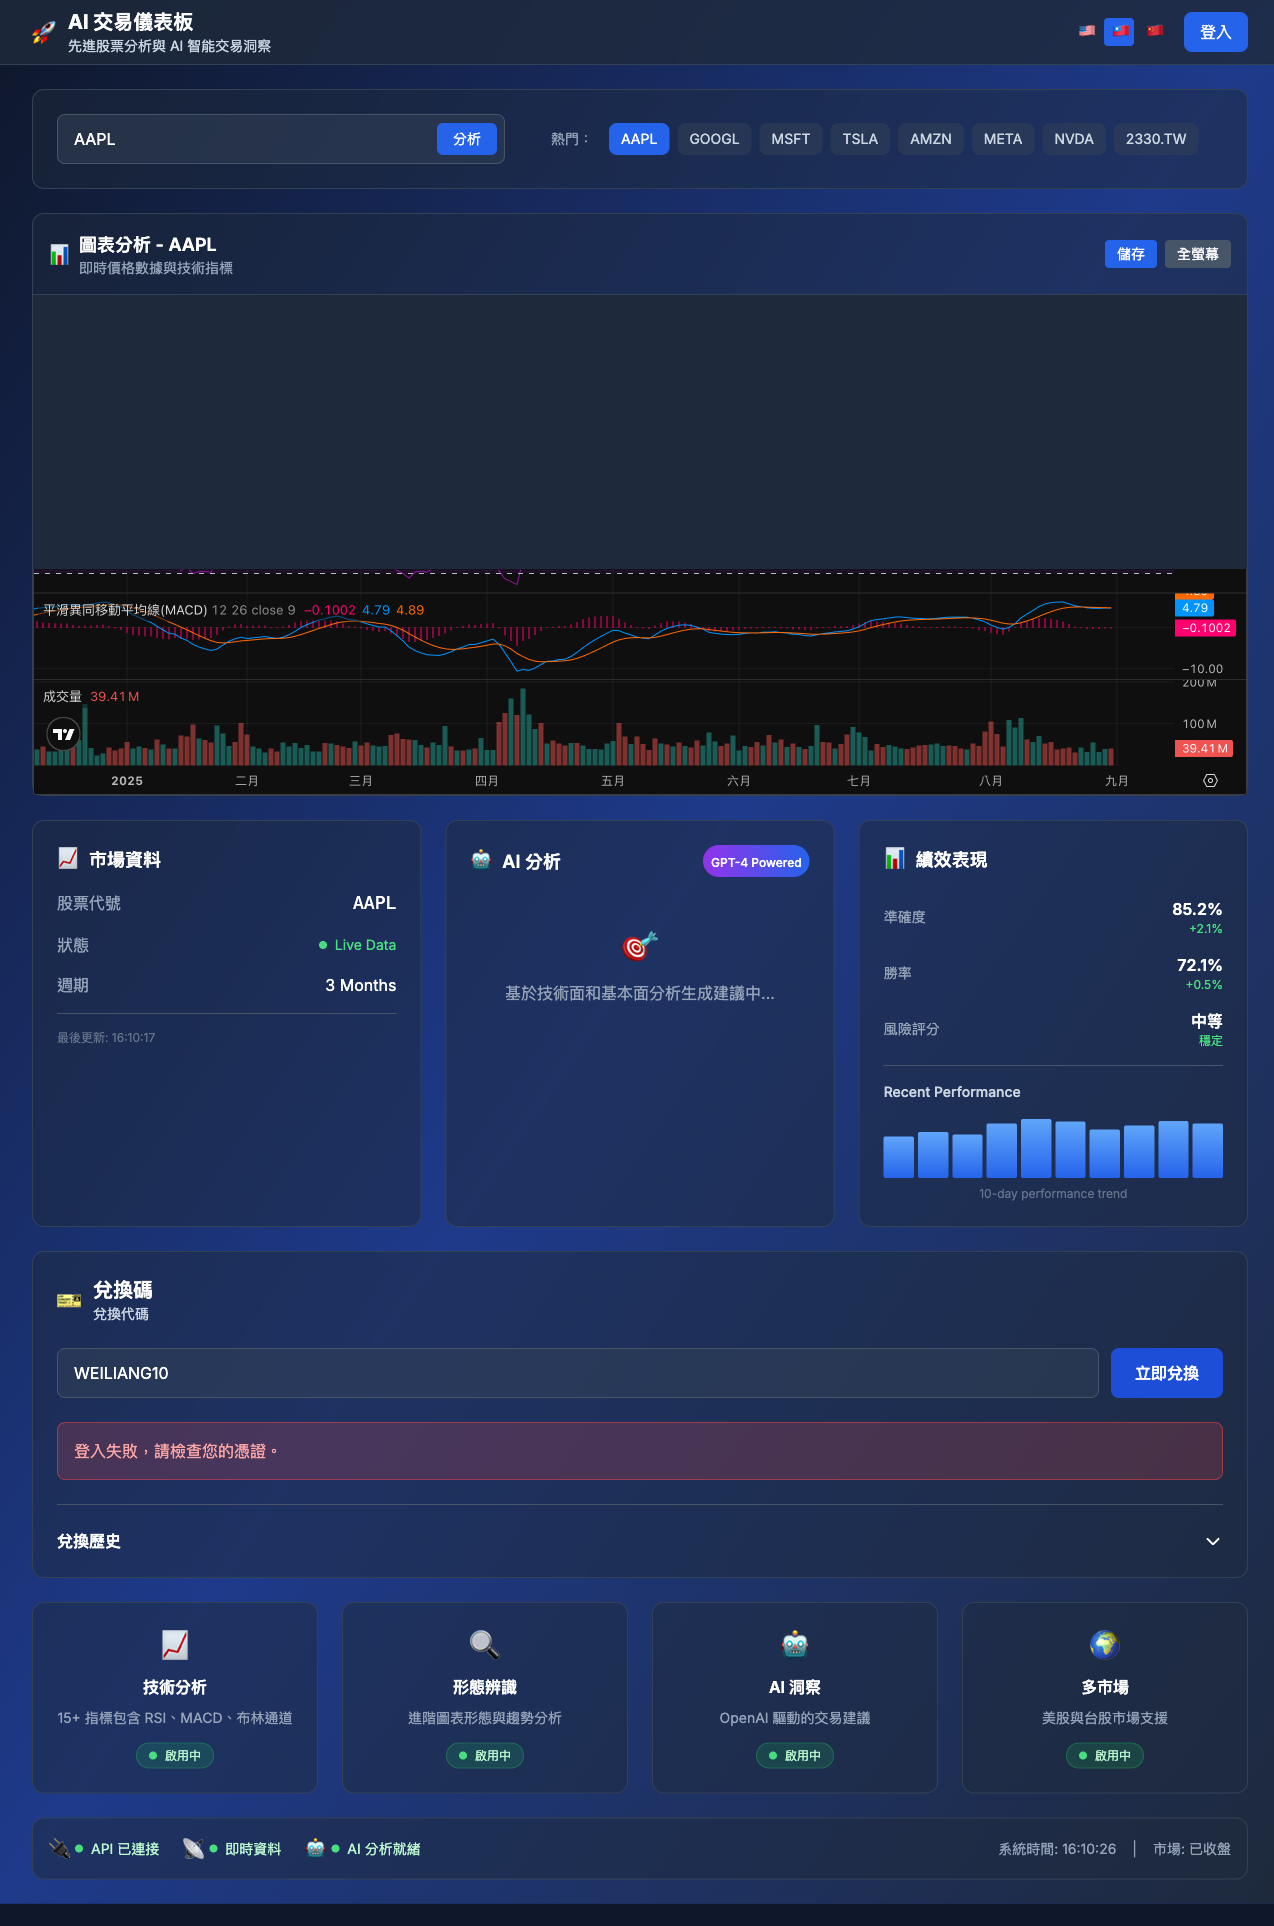 AI 交易儀表板
先進股票分析與 AI 智能交易洞察
登入
AAPL
分析
熱門：
AAPL
GOOGL
MSFT
TSLA
AMZN
META
NVDA
2330.TW
圖表分析 - AAPL
即時價格數據與技術指標
儲存
全螢幕
平滑異同移動平均線(MACD) 12 26 close 9 −0.1002 4.79 4.89
4.79
−0.1002
−10.00
200M
成交量 39.41M
100M
39.41M
2025 二月 三月 四月 五月 六月 七月 八月 九月
市場資料
股票代號 AAPL
狀態 Live Data
週期 3 Months
最後更新: 16:10:17
AI 分析
GPT-4 Powered
基於技術面和基本面分析生成建議中...
績效表現
準確度 85.2%
+2.1%
勝率 72.1%
+0.5%
風險評分 中等
穩定
Recent Performance
10-day performance trend
兌換碼
兌換代碼
WEILIANG10
立即兌換
登入失敗，請檢查您的憑證。
兌換歷史
技術分析
15+ 指標包含 RSI、MACD、布林通道
啟用中
形態辨識
進階圖表形態與趨勢分析
啟用中
AI 洞察
OpenAI 驅動的交易建議
啟用中
多市場
美股與台股市場支援
啟用中
API 已連接
即時資料
AI 分析就緒
系統時間: 16:10:26 | 市場: 已收盤